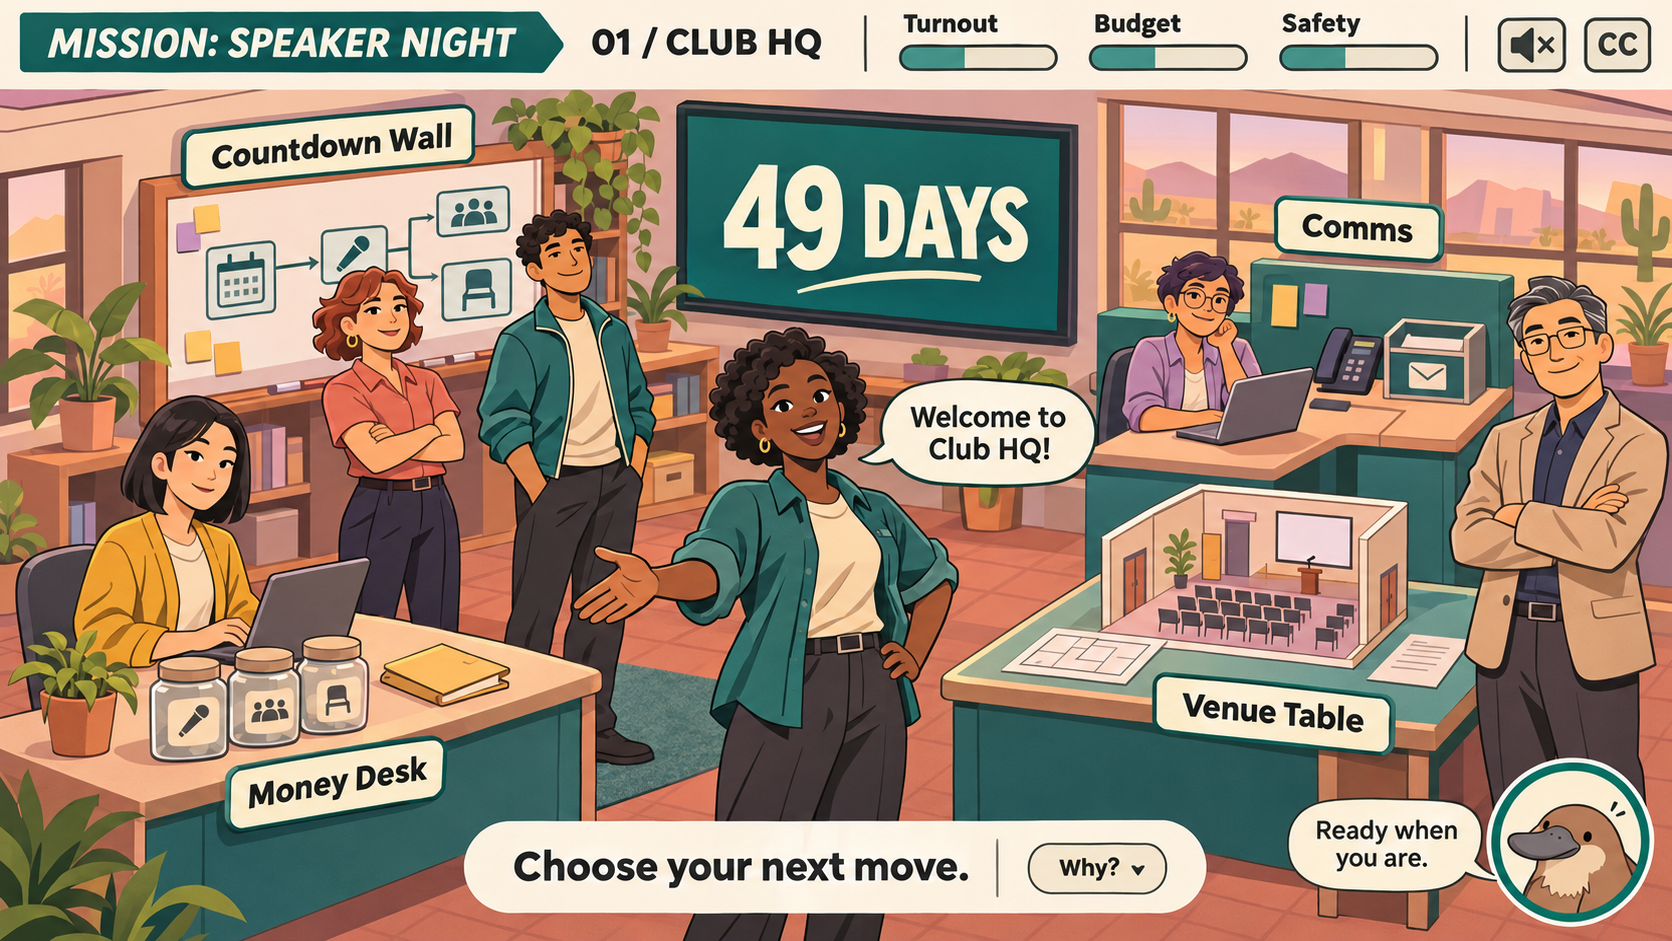 MISSION: SPEAKER NIGHT
01 / CLUB HQ
Turnout
Budget
Safety
CC
Countdown Wall
49 DAYS
Comms
Welcome to
Club HQ!
Venue Table
Money Desk
Choose your next move.
Why?
Ready when
you are.